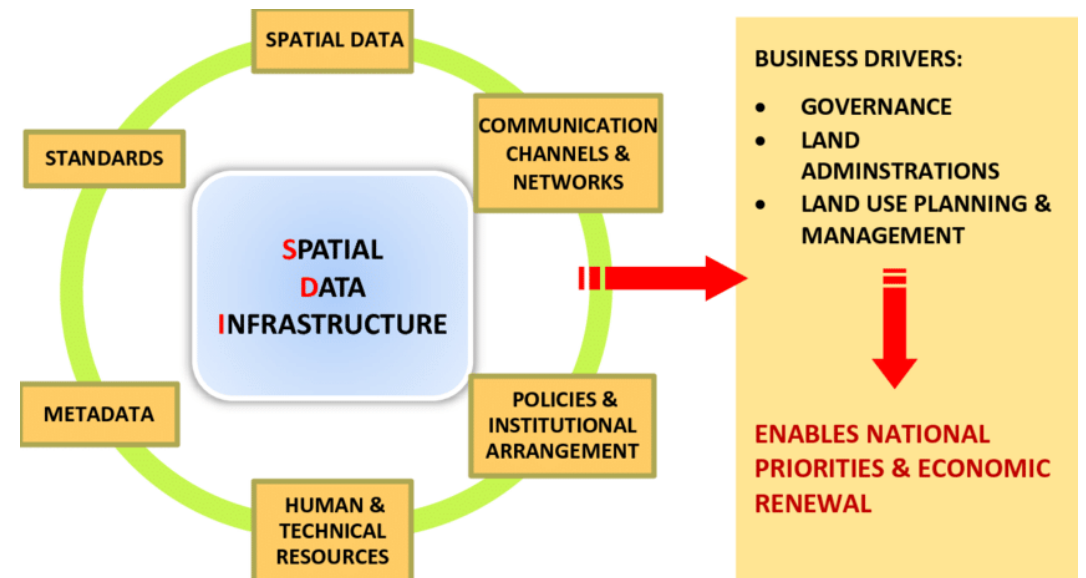 SPATIAL DATA
COMMUNICATION
CHANNELS &
NETWORKS
STANDARDS
SPATIAL
DATA
INFRASTRUCTURE
METADATA
POLICIES &
INSTITUTIONAL
ARRANGEMENT
HUMAN &
TECHNICAL
RESOURCES
BUSINESS DRIVERS:
• GOVERNANCE
• LAND
ADMINSTRATIONS
• LAND USE PLANNING &
MANAGEMENT
ENABLES NATIONAL
PRIORITIES & ECONOMIC
RENEWAL